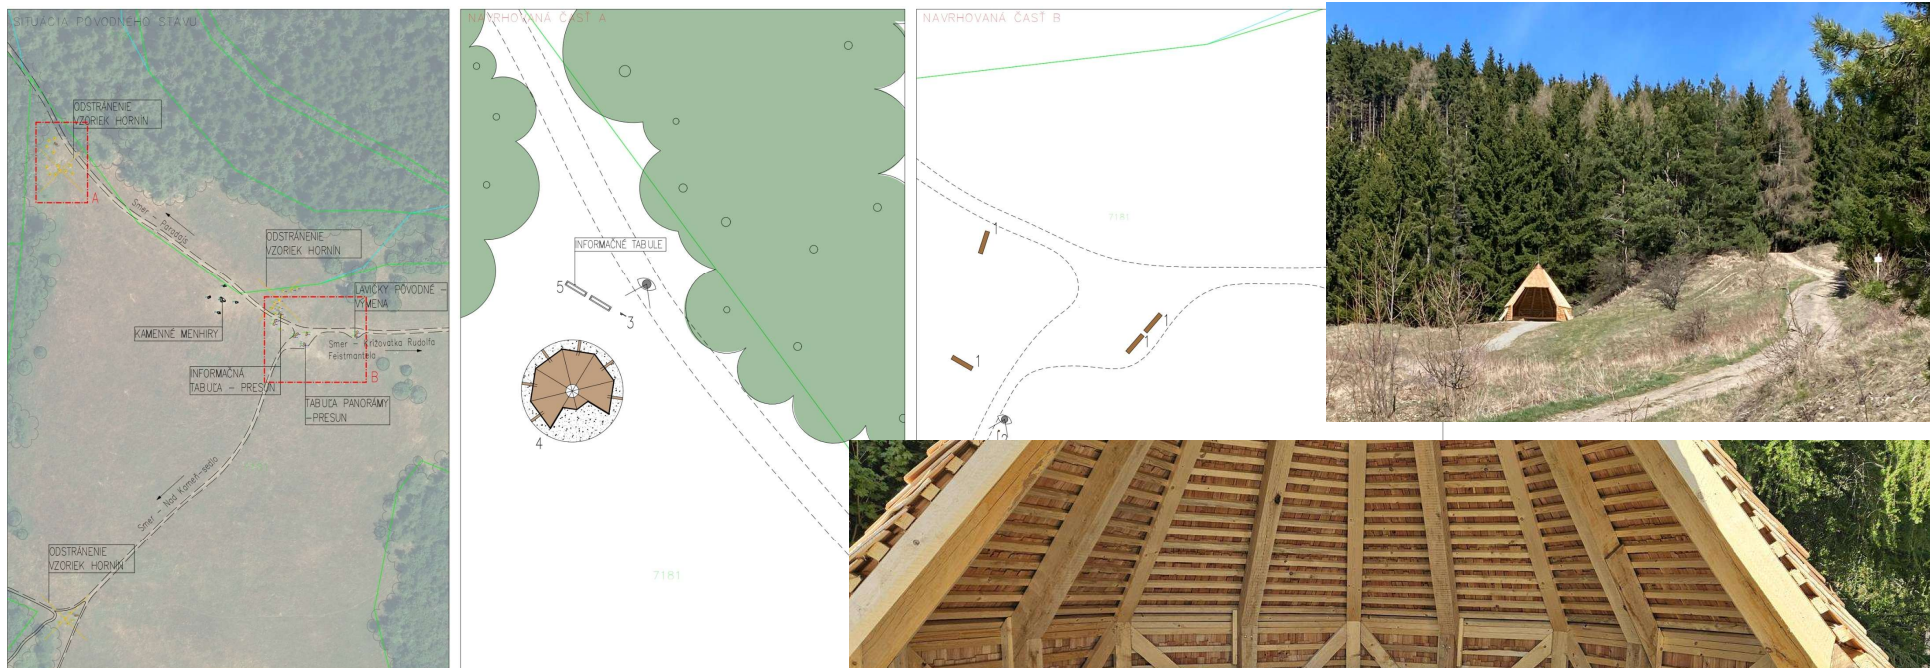 SITUÁCIA PÔVODNÉHO STAVU
ODSTRÁNENIE
VZORIEK HORNÍN
A
Smer - Paradajs
ODSTRÁNENIE
VZORIEK HORNÍN
LAVIČKY PÔVODNÉ -
VÝMENA
KAMENNÉ MENHIRY
Smer - Križovatka Rudolfa
Feistmantela
INFORMAČNÁ
TABUĽA - PRESUN
B
TABUĽA PANORÁMY
-PRESUN
Smer - Nad Kameň-sedlo
ODSTRÁNENIE
VZORIEK HORNÍN
NAVRHOVANÁ ČASŤ A
INFORMAČNÉ TABULE
5
3
4
7181
NAVRHOVANÁ ČASŤ B
7181
1
1
1
1
2